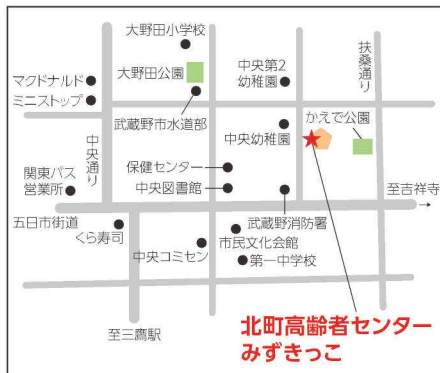 大野田小学校
大野田公園
中央第2
幼稚園
扶桑通り
マクドナルド
ミニストップ
武蔵野市水道部
中央幼稚園
かえで公園
中央通り
保健センター
中央図書館
関東バス
営業所
至吉祥寺
五日市街道
くら寿司
武蔵野消防署
市民文化会館
中央コミセン
第一中学校
至三鷹駅
北町高齢者センター
みずきっこ